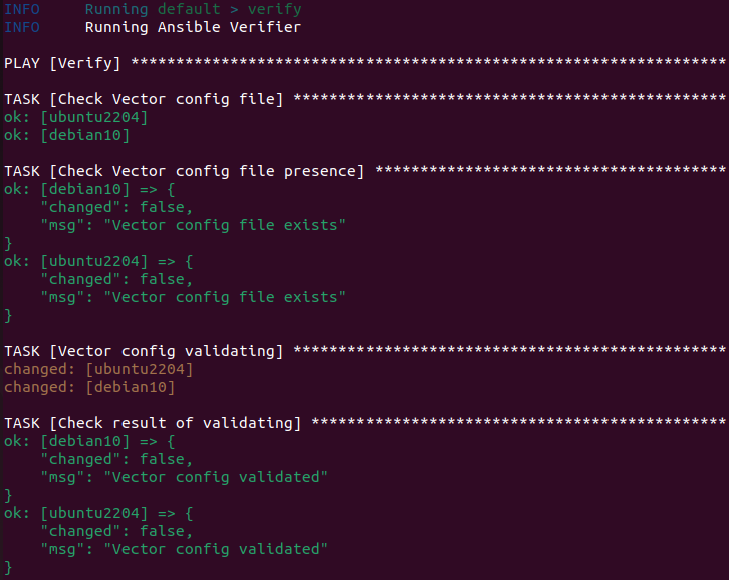 INFO     Running default > verify
INFO     Running Ansible Verifier
PLAY [Verify] ******************************************************************
TASK [Check Vector config file] ************************************************
ok: [ubuntu2204]
ok: [debian10]
TASK [Check Vector config file presence] ***************************************
ok: [debian10] => {
    "changed": false,
    "msg": "Vector config file exists"
}
ok: [ubuntu2204] => {
    "changed": false,
    "msg": "Vector config file exists"
}
TASK [Vector config validating] ************************************************
changed: [ubuntu2204]
changed: [debian10]
TASK [Check result of validating] **********************************************
ok: [debian10] => {
    "changed": false,
    "msg": "Vector config validated"
}
ok: [ubuntu2204] => {
    "changed": false,
    "msg": "Vector config validated"
}